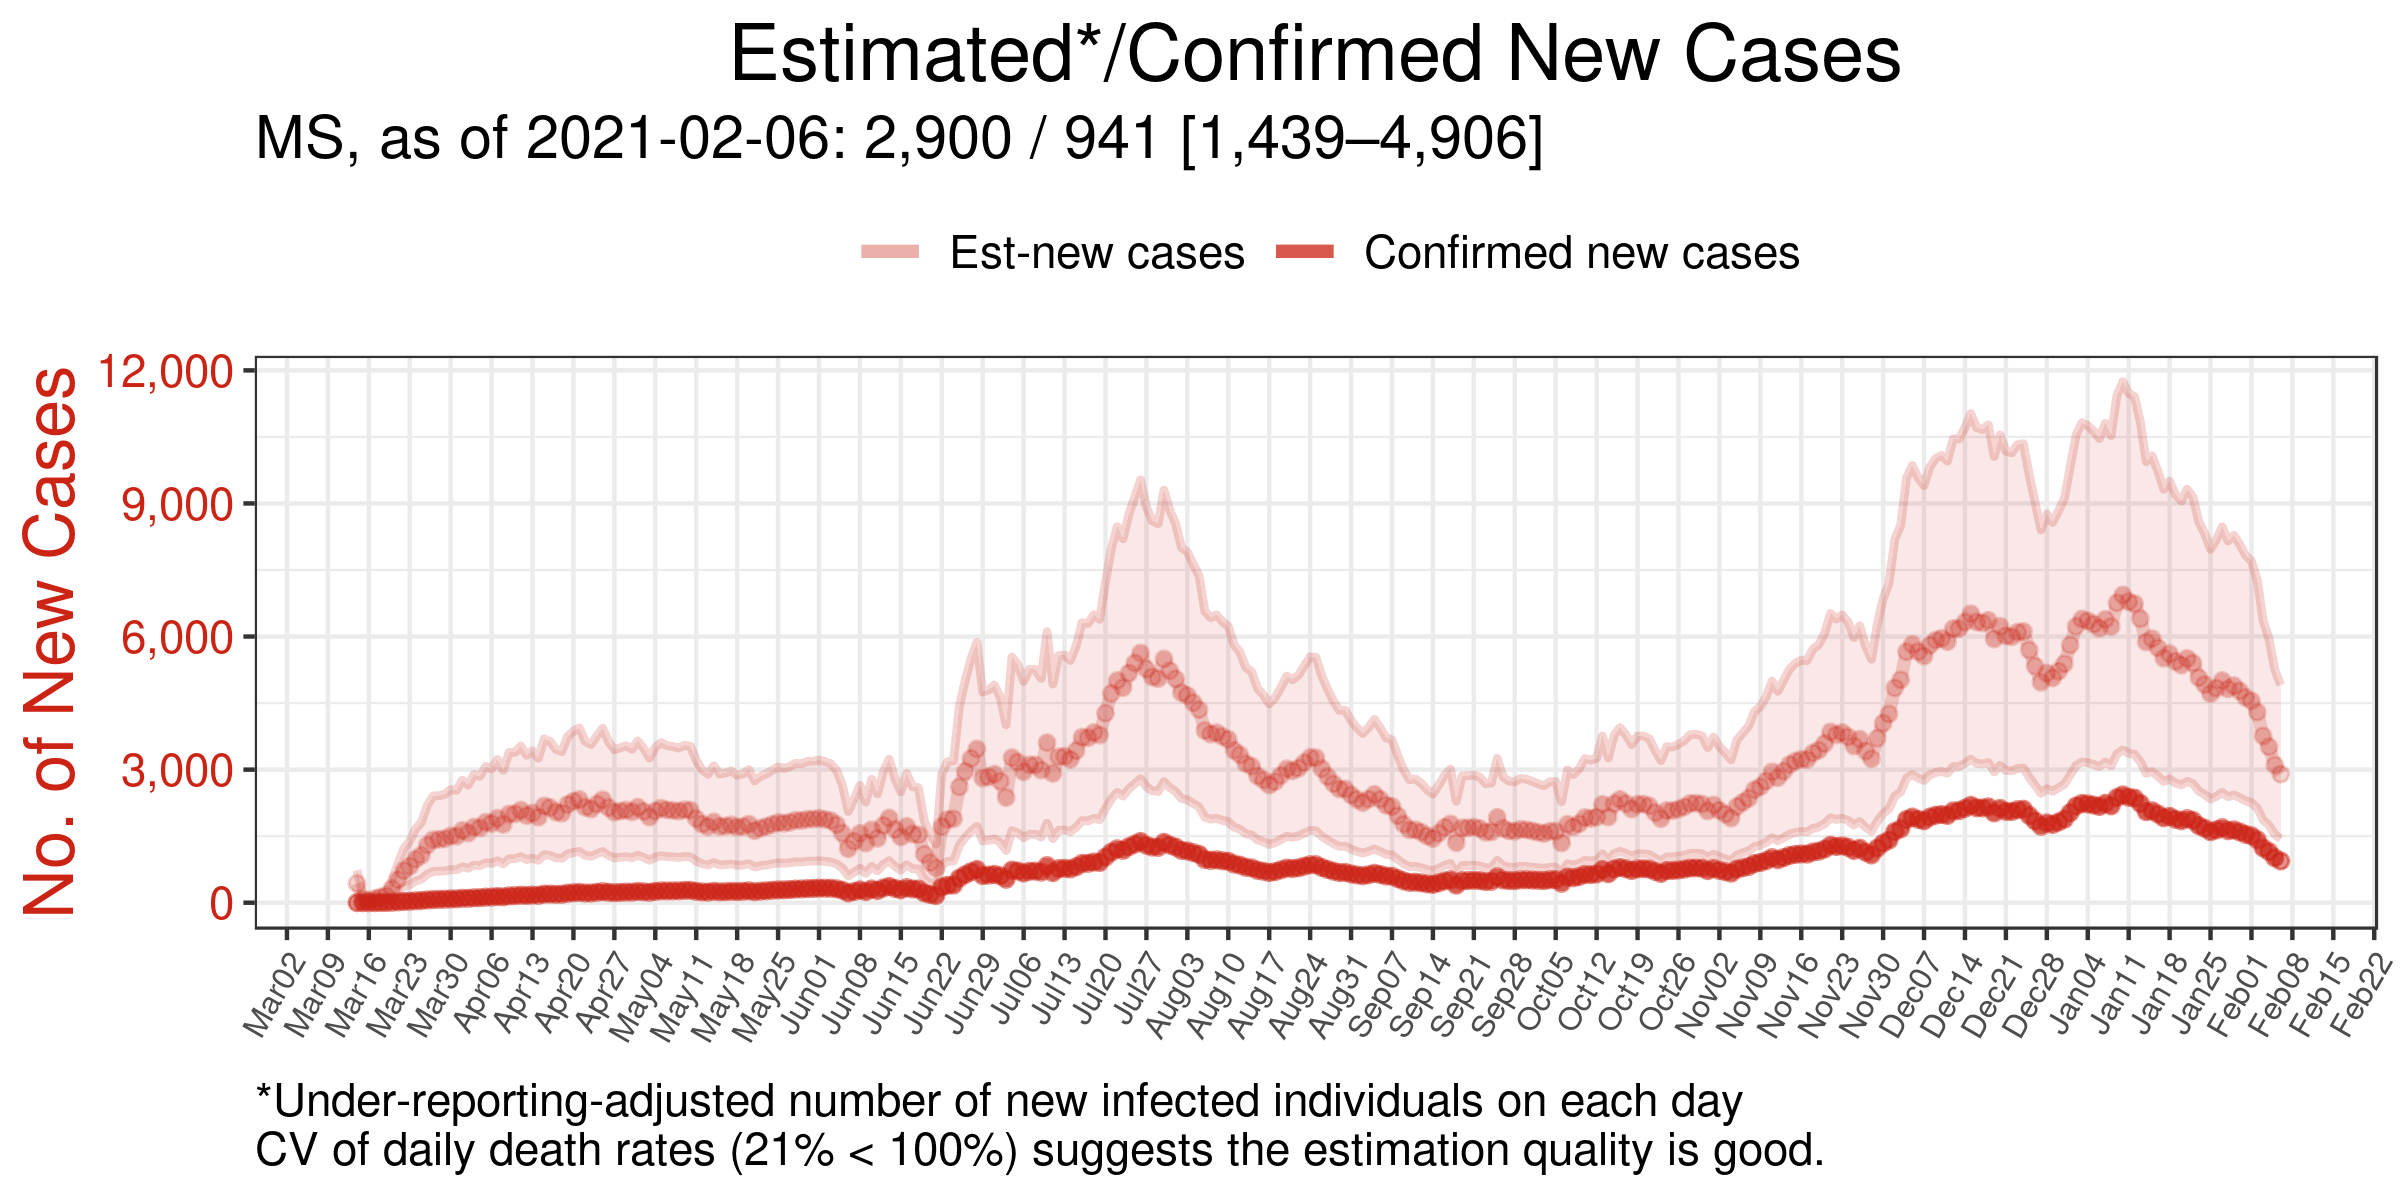 Estimated*/Confirmed New Cases
MS, as of 2021-02-06: 2,900 / 941 [1,439–4,906]
Est-new cases Confirmed new cases
No. of New Cases
12,000
9,000
6,000
3,000
0
Mar02 Mar09 Mar16 Mar23 Mar30 Apr06 Apr13 Apr20 Apr27 May04 May11 May18 May25 Jun01 Jun08 Jun15 Jun22 Jun29 Jul06 Jul13 Jul20 Jul27 Aug03 Aug10 Aug17 Aug24 Aug31 Sep07 Sep14 Sep21 Sep28 Oct05 Oct12 Oct19 Oct26 Nov02 Nov09 Nov16 Nov23 Nov30 Dec07 Dec14 Dec21 Dec28 Jan04 Jan11 Jan18 Jan25 Feb01 Feb08 Feb15 Feb22
*Under-reporting-adjusted number of new infected individuals on each day
CV of daily death rates (21% < 100%) suggests the estimation quality is good.